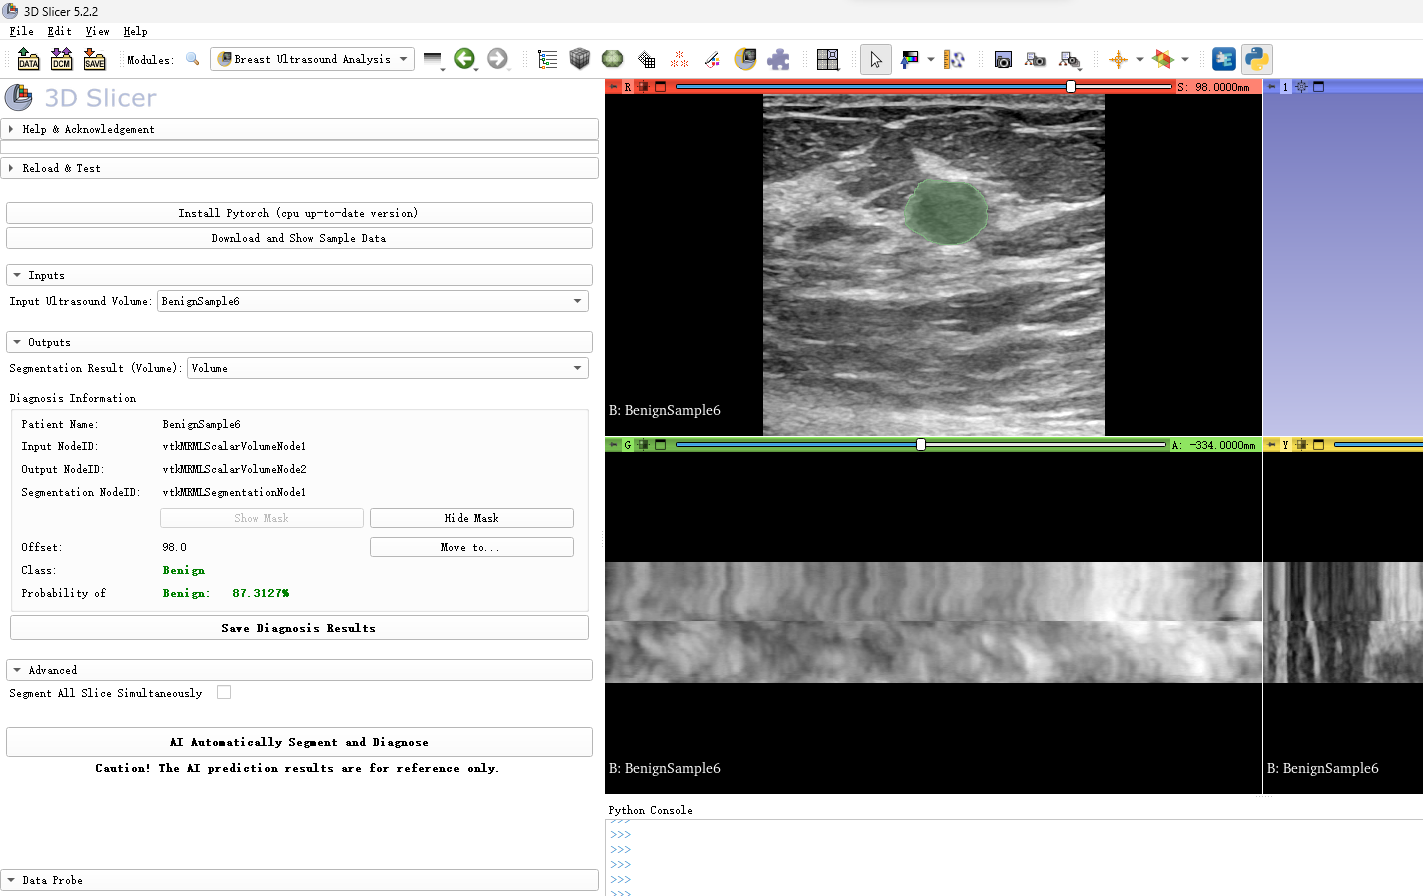 3D Slicer 5.2.2
File Edit View Help
DATA DCM SAVE Modules: Breast Ultrasound Analysis
3D Slicer
Help & Acknowledgement
Reload & Test
Install Pytorch (cpu up-to-date version)
Download and Show Sample Data
Inputs
Input Ultrasound Volume: BenignSample6
Outputs
Segmentation Result (Volume): Volume
Diagnosis Information
Patient Name: BenignSample6
Input NodeID: vtkMRMLScalarVolumeNode1
Output NodeID: vtkMRMLScalarVolumeNode2
Segmentation NodeID: vtkMRMLSegmentationNode1
Show Mask Hide Mask
Offset: 98.0 Move to...
Class: Benign
Probability of Benign: 87.3127%
Save Diagnosis Results
Advanced
Segment All Slice Simultaneously
AI Automatically Segment and Diagnose
Caution! The AI prediction results are for reference only.
Data Probe
R S: 98.0000mm
1
B: BenignSample6
G A: -334.0000mm
Y
B: BenignSample6
B: BenignSample6
Python Console
>>>
>>>
>>>
>>>
>>>
>>>